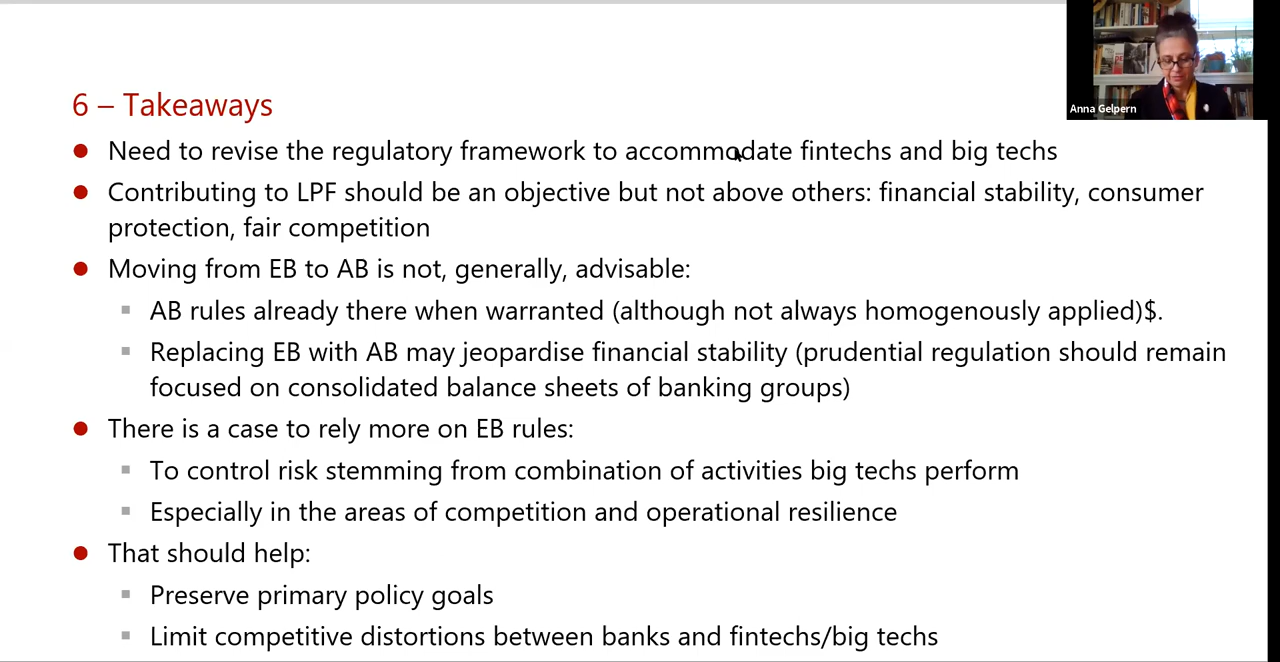 Anna Gelpern
6 – Takeaways
Need to revise the regulatory framework to accommodate fintechs and big techs
Contributing to LPF should be an objective but not above others: financial stability, consumer
protection, fair competition
Moving from EB to AB is not, generally, advisable:
AB rules already there when warranted (although not always homogenously applied)$.
Replacing EB with AB may jeopardise financial stability (prudential regulation should remain
focused on consolidated balance sheets of banking groups)
There is a case to rely more on EB rules:
To control risk stemming from combination of activities big techs perform
Especially in the areas of competition and operational resilience
That should help:
Preserve primary policy goals
Limit competitive distortions between banks and fintechs/big techs